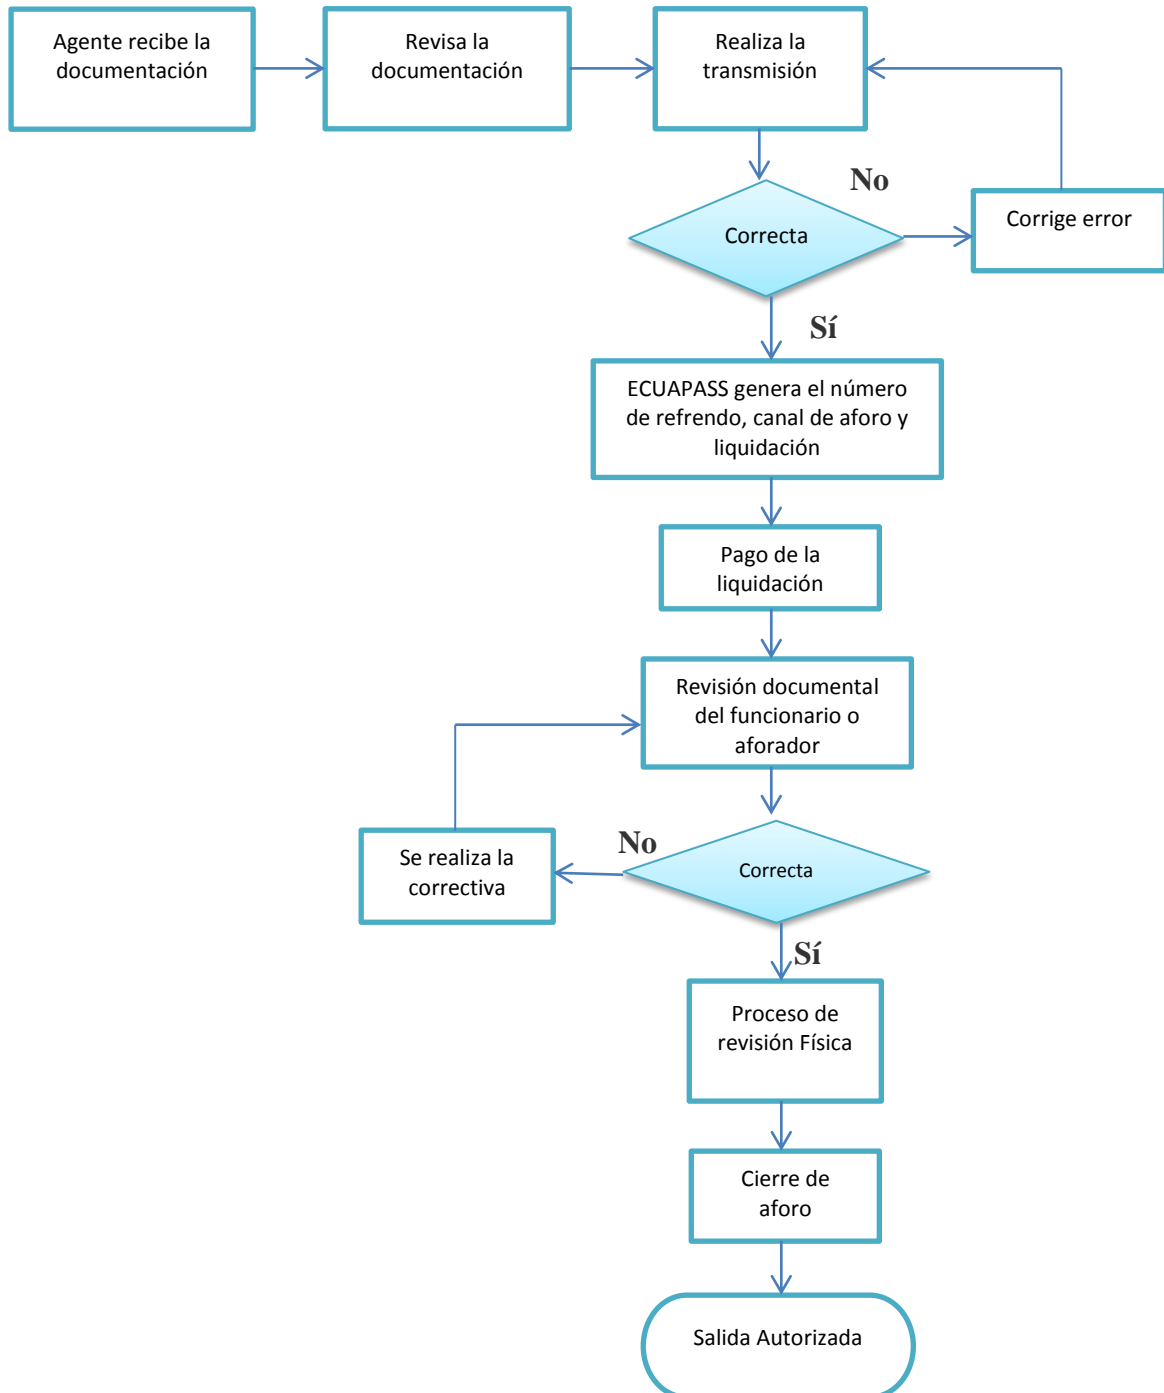 Agente recibe la
documentación
Revisa la
documentación
Realiza la
transmisión
No
Correcta
Corrige error
Sí
ECUAPASS genera el número
de refrendo, canal de aforo y
liquidación
Pago de la
liquidación
Revisión documental
del funcionario o
aforador
No
Se realiza la
correctiva
Correcta
Sí
Proceso de
revisión Física
Cierre de
aforo
Salida Autorizada